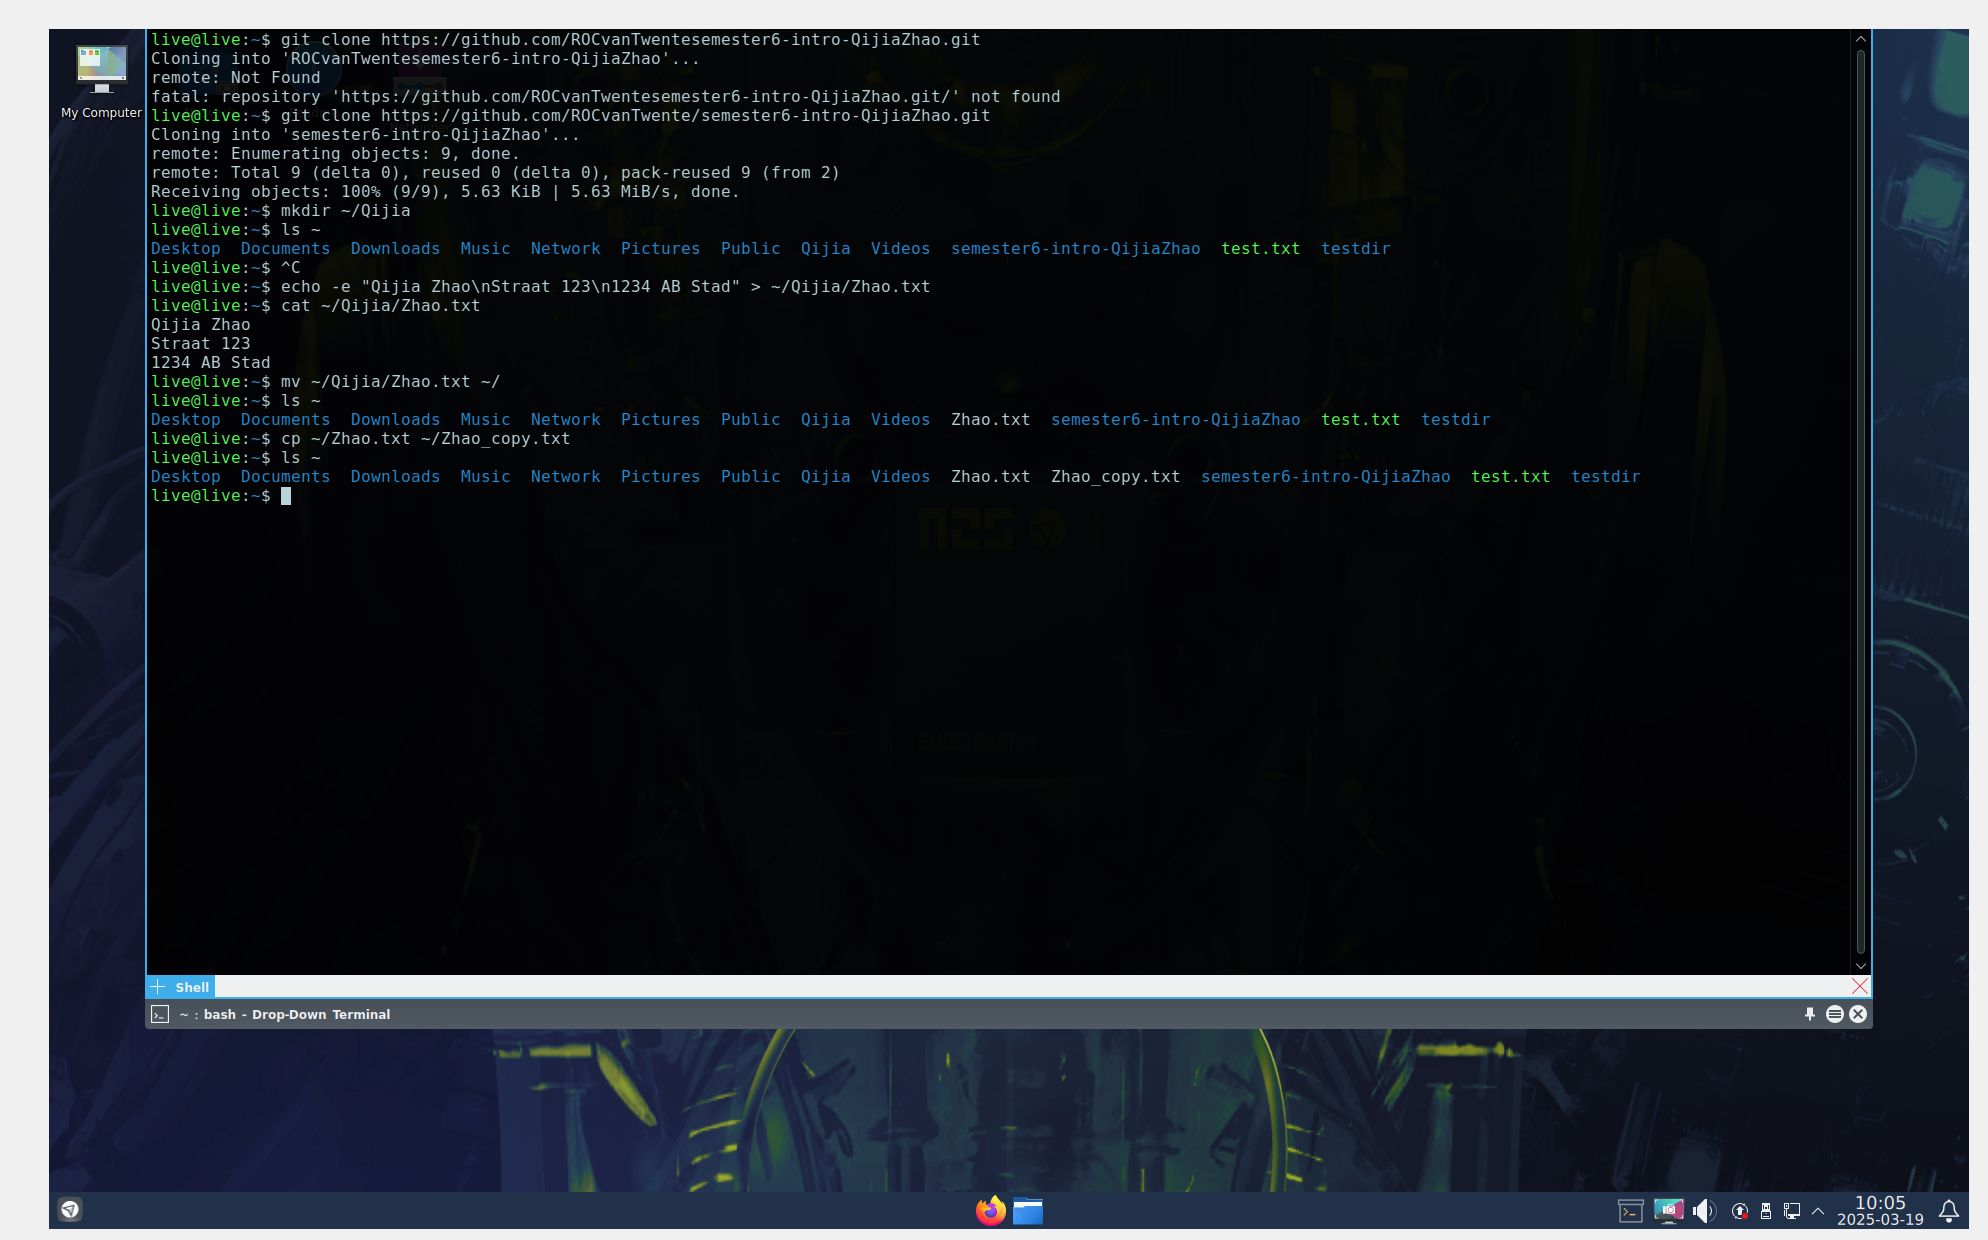 live@live:~$ git clone https://github.com/ROCvanTwentesemester6-intro-QijiaZhao.git
Cloning into 'ROCvanTwentesemester6-intro-QijiaZhao'...
remote: Not Found
fatal: repository 'https://github.com/ROCvanTwentesemester6-intro-QijiaZhao.git/' not found
My Computer
live@live:~$ git clone https://github.com/ROCvanTwente/semester6-intro-QijiaZhao.git
Cloning into 'semester6-intro-QijiaZhao'...
remote: Enumerating objects: 9, done.
remote: Total 9 (delta 0), reused 0 (delta 0), pack-reused 9 (from 2)
Receiving objects: 100% (9/9), 5.63 KiB | 5.63 MiB/s, done.
live@live:~$ mkdir ~/Qijia
live@live:~$ ls ~
Desktop  Documents  Downloads  Music  Network  Pictures  Public  Qijia  Videos  semester6-intro-QijiaZhao  test.txt  testdir
live@live:~$ ^C
live@live:~$ echo -e "Qijia Zhao\nStraat 123\n1234 AB Stad" > ~/Qijia/Zhao.txt
live@live:~$ cat ~/Qijia/Zhao.txt
Qijia Zhao
Straat 123
1234 AB Stad
live@live:~$ mv ~/Qijia/Zhao.txt ~/
live@live:~$ ls ~
Desktop  Documents  Downloads  Music  Network  Pictures  Public  Qijia  Videos  Zhao.txt  semester6-intro-QijiaZhao  test.txt  testdir
live@live:~$ cp ~/Zhao.txt ~/Zhao_copy.txt
live@live:~$ ls ~
Desktop  Documents  Downloads  Music  Network  Pictures  Public  Qijia  Videos  Zhao.txt  Zhao_copy.txt  semester6-intro-QijiaZhao  test.txt  testdir
live@live:~$
n25
Shell
~ : bash - Drop-Down Terminal
10:05
2025-03-19